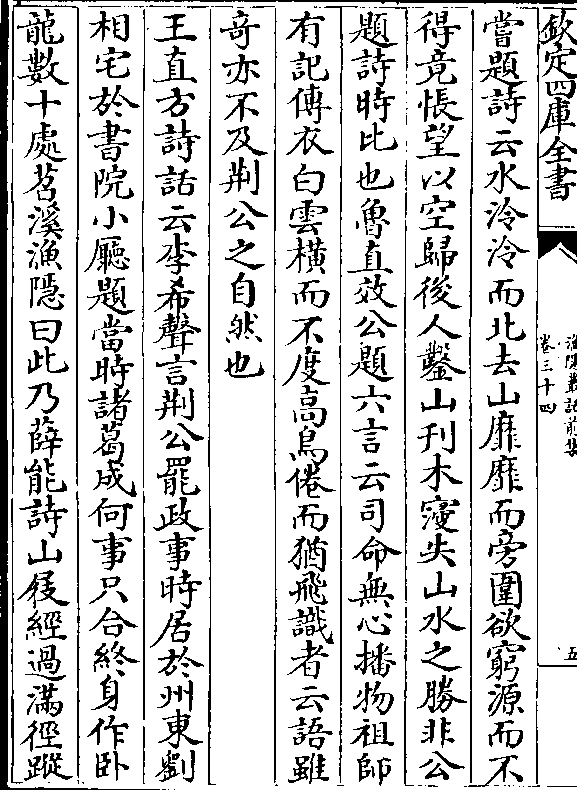 欽定四庫全書
漁隱叢話前集
卷三十四
五
嘗題詩云水泠泠而北去山靡靡而旁圍欲窮源而不
得竟悵望以空歸後人鑿山刋木寖失山水之勝非公
題詩時比也魯直效公題六言云司命無心播物祖師
有記傳衣白雲橫而不度高鳥倦而猶飛識者云語雖
奇亦不及荆公之自然也
王直方詩話云李希聲言荆公罷政事時居於州東劉
相宅於書院小廳題當時諸葛成何事只合終身作卧
龍數十處苕溪漁隱曰此乃薛能詩山屐經過滿徑蹤